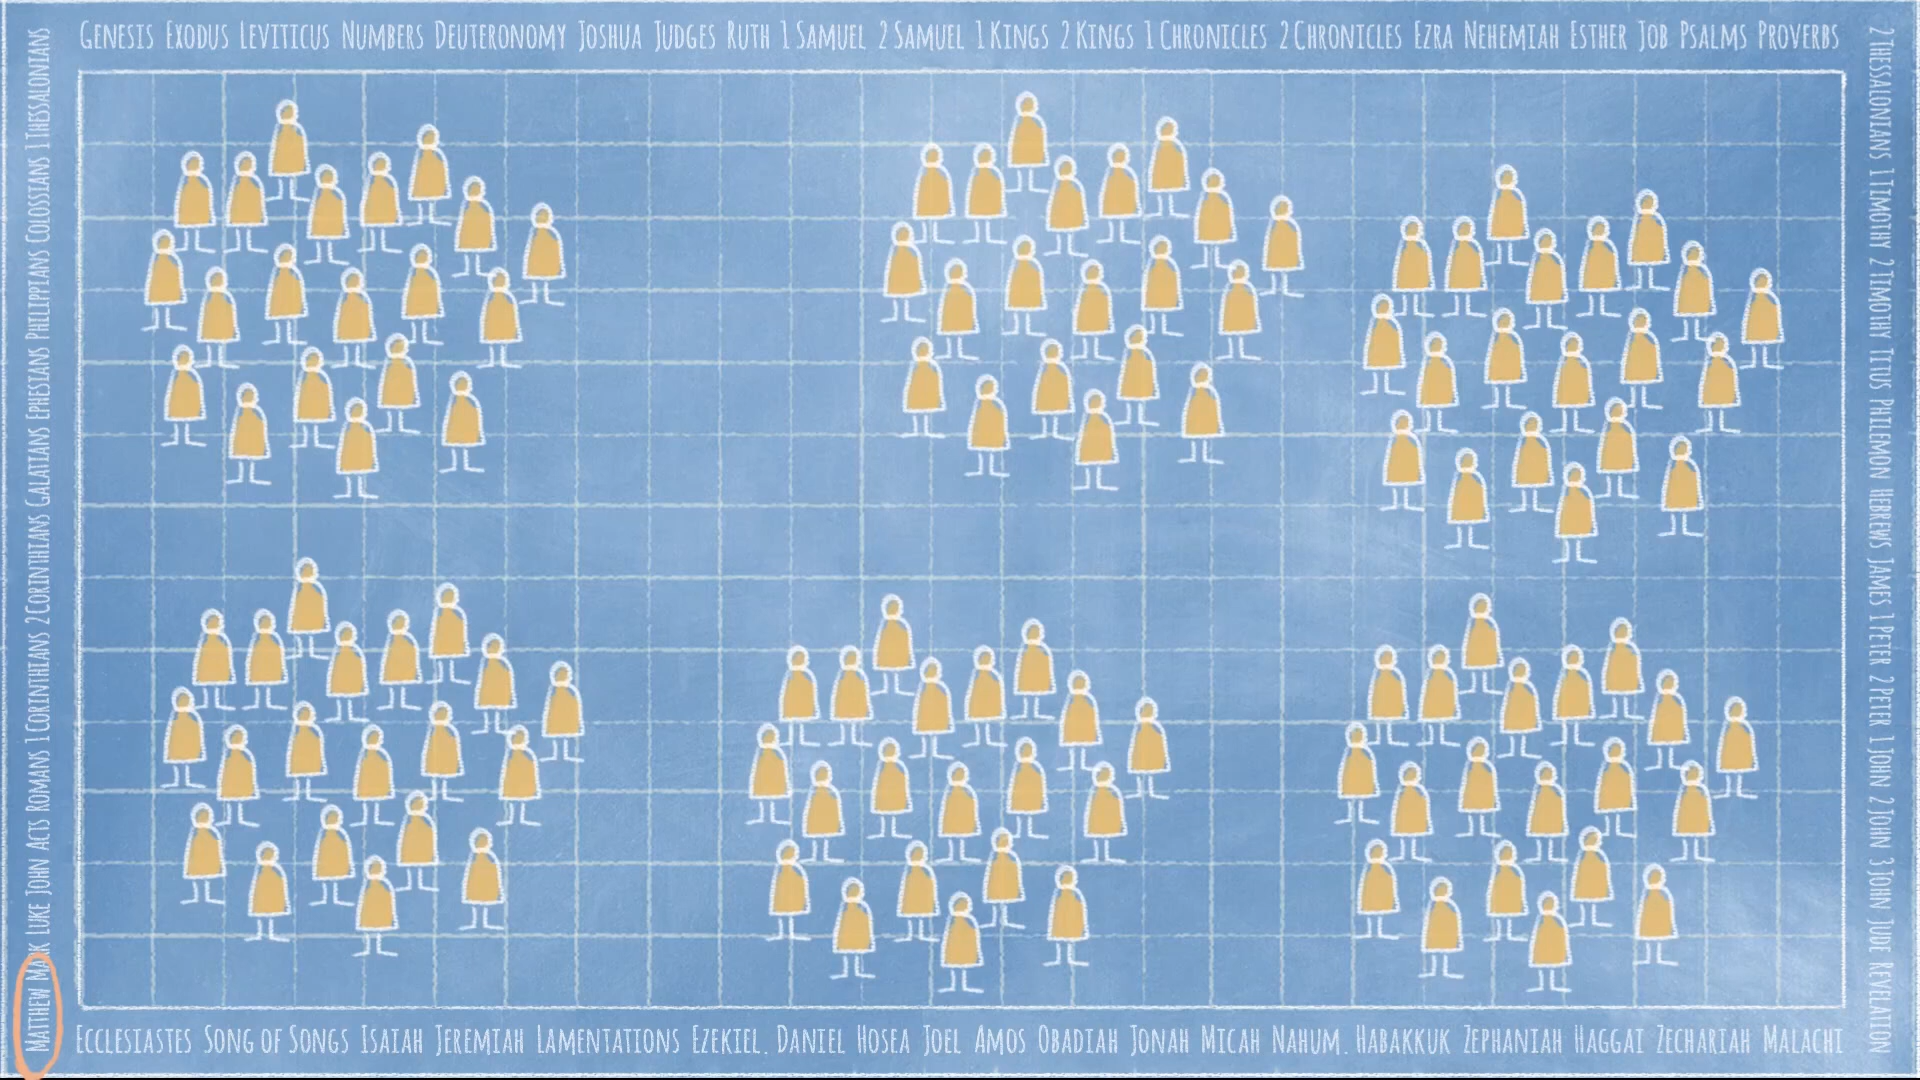 Genesis Exodus Leviticus Numbers Deuteronomy Joshua Judges Ruth 1 Samuel 2 Samuel 1 Kings 2 Kings 1 Chronicles 2 Chronicles Ezra Nehemiah Esther Job Psalms Proverbs
Ecclesiastes Song of Songs Isaiah Jeremiah Lamentations Ezekiel. Daniel Hosea Joel Amos Obadiah Jonah Micah Nahum. Habakkuk Zephaniah Haggai Zechariah Malachi
Matthew Mak Luke John Acts Romans 1 Corinthians 2 Corinthians Galatians Ephesians Philippians Colossians 1 Thessalonians
2 Thessalonians 1 Timothy 2 Timothy Titus Philemon Hebrews James 1 Peter 2 Peter 1 John 2 John 3 John Jude Revelation